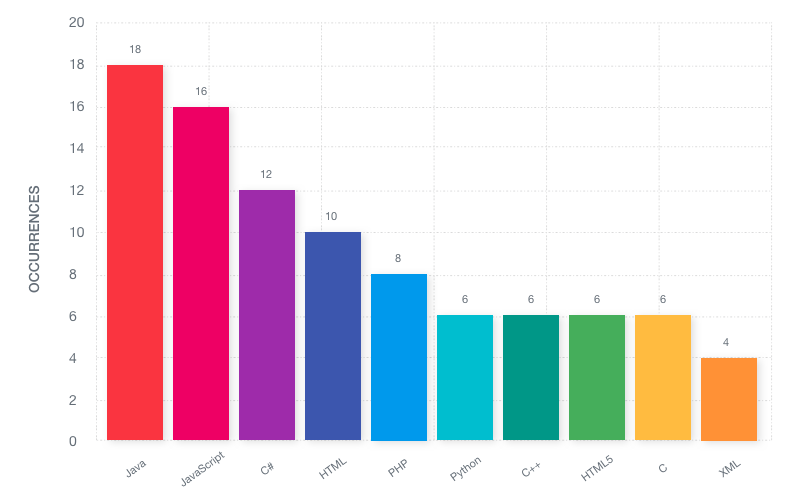 OCCURRENCES
20
18
16
14
12
10
8
6
4
2
0
18
16
12
10
8
6
6
6
6
4
Java
JavaScript
C#
HTML
PHP
Python
C++
HTML5
C
XML